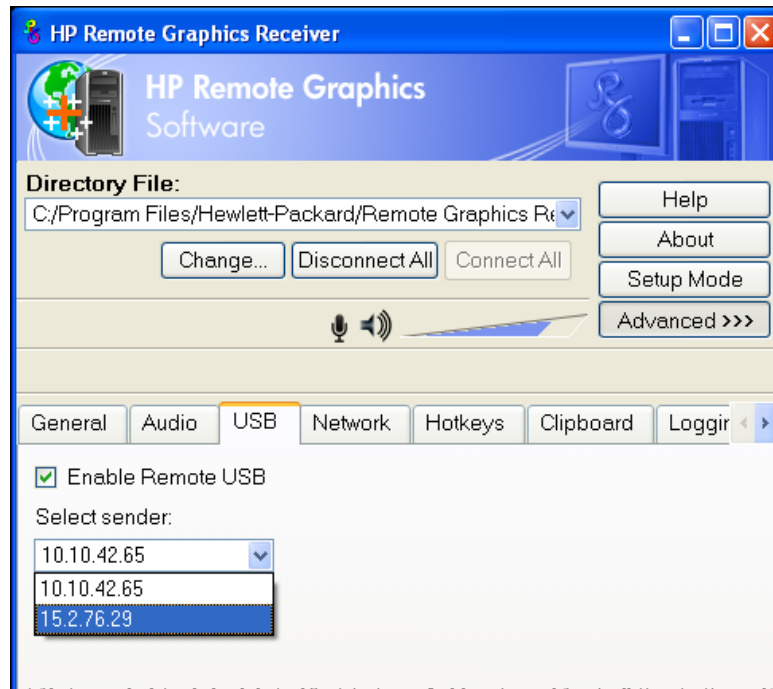 HP Remote Graphics Receiver
HP Remote Graphics
Software
Directory File:
C:/Program Files/Hewlett-Packard/Remote Graphics Re
Help
About
Setup Mode
Advanced >>>
Change...
Disconnect All
Connect All
General
Audio
USB
Network
Hotkeys
Clipboard
Loggin
Enable Remote USB
Select sender:
10.10.42.65
10.10.42.65
15.2.76.29